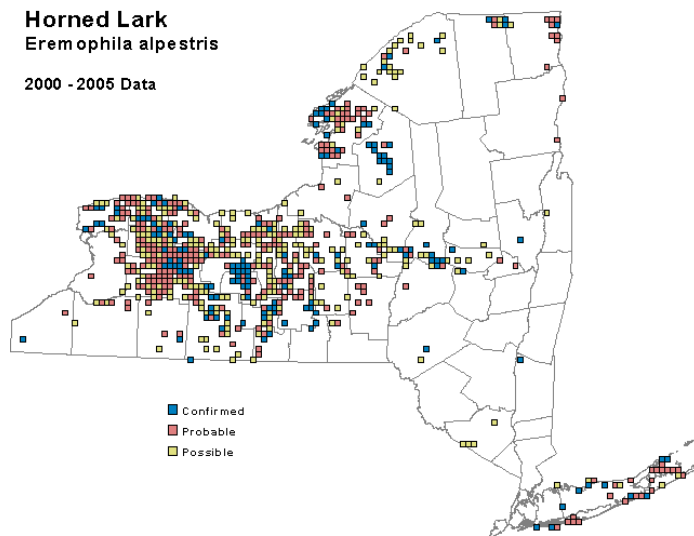 Horned Lark
Eremophila alpestris
2000 - 2005 Data
Confirmed
Probable
Possible